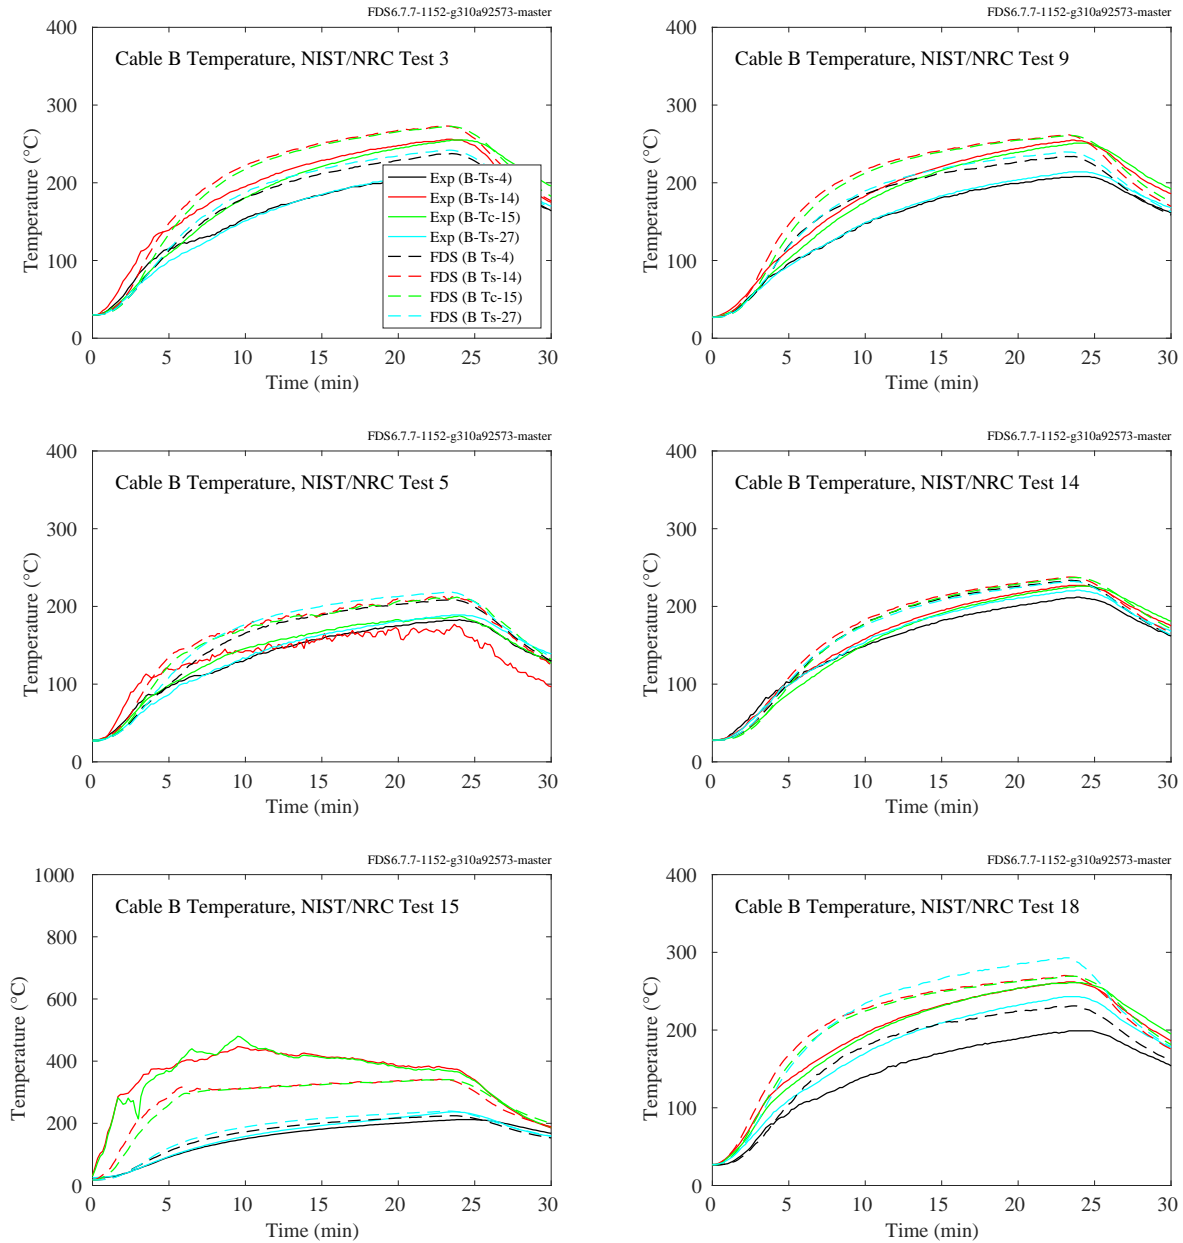 FDS6.7.7-1152-g310a92573-master
Cable B Temperature, NIST/NRC Test 3
400
300
200
100
0
Temperature (°C)
Exp (B-Ts-4)
Exp (B-Ts-14)
Exp (B-Tc-15)
Exp (B-Ts-27)
FDS (B Ts-4)
FDS (B Ts-14)
FDS (B Tc-15)
FDS (B Ts-27)
0 5 10 15 20 25 30
Time (min)
FDS6.7.7-1152-g310a92573-master
Cable B Temperature, NIST/NRC Test 9
400
300
200
100
0
Temperature (°C)
0 5 10 15 20 25 30
Time (min)
FDS6.7.7-1152-g310a92573-master
Cable B Temperature, NIST/NRC Test 5
400
300
200
100
0
Temperature (°C)
0 5 10 15 20 25 30
Time (min)
FDS6.7.7-1152-g310a92573-master
Cable B Temperature, NIST/NRC Test 14
400
300
200
100
0
Temperature (°C)
0 5 10 15 20 25 30
Time (min)
FDS6.7.7-1152-g310a92573-master
Cable B Temperature, NIST/NRC Test 15
1000
800
600
400
200
0
Temperature (°C)
0 5 10 15 20 25 30
Time (min)
FDS6.7.7-1152-g310a92573-master
Cable B Temperature, NIST/NRC Test 18
400
300
200
100
0
Temperature (°C)
0 5 10 15 20 25 30
Time (min)